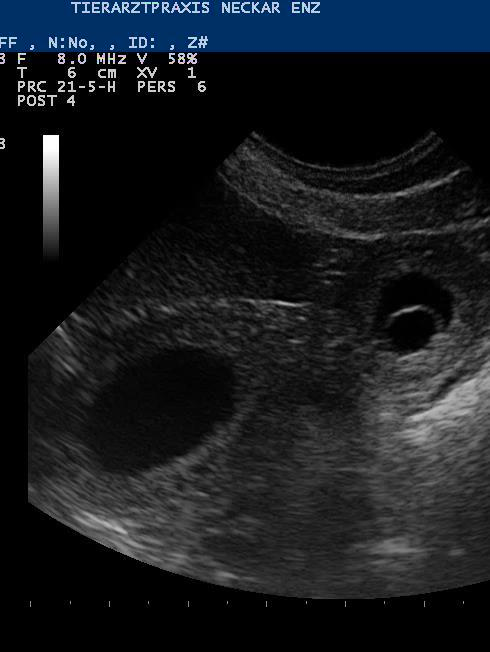 TIERARZTPRAXIS NECKAR ENZ
FF , N:No, , ID: , Z#
B F 8.0 MHz V 58%
T 6 cm XV 1
PRC 21-5-H PERS 6
POST 4
B